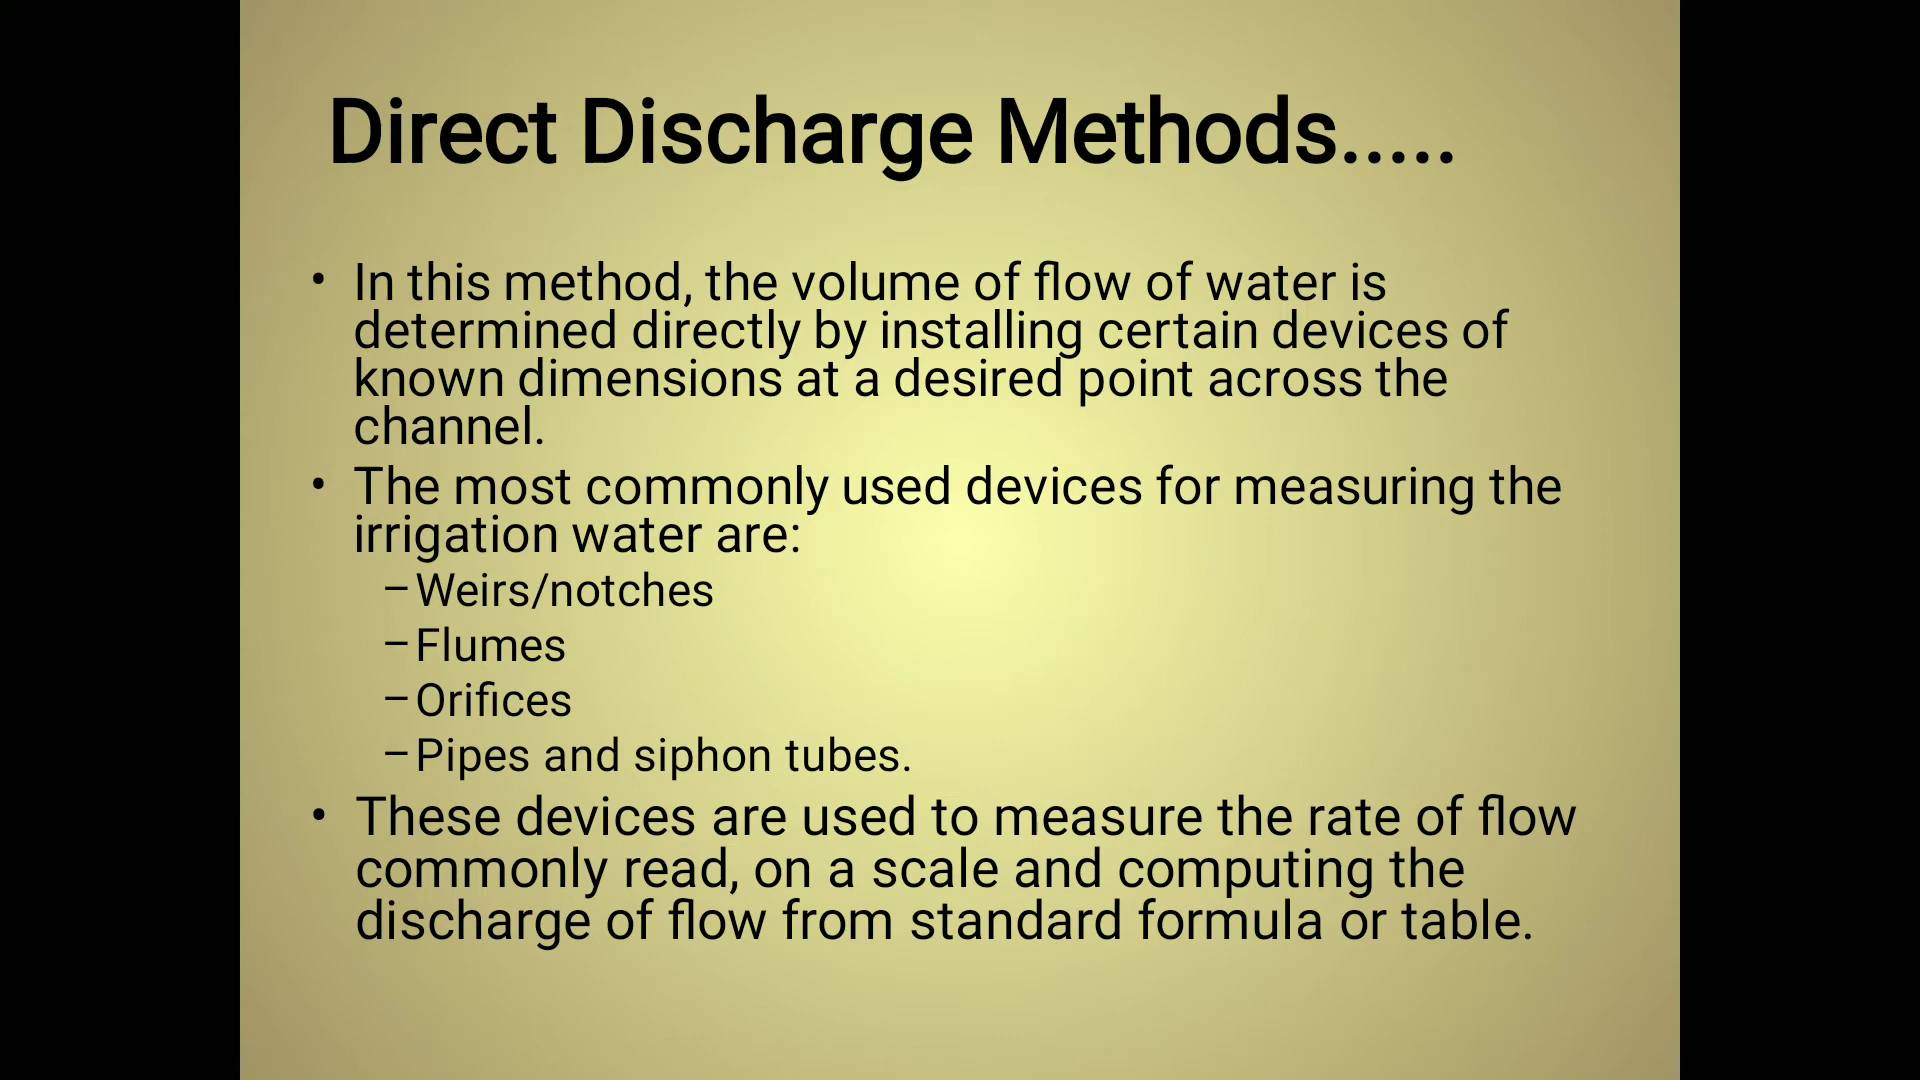 Direct Discharge Methods.....
• In this method, the volume of flow of water is
determined directly by installing certain devices of
known dimensions at a desired point across the
channel.
• The most commonly used devices for measuring the
irrigation water are:
–Weirs/notches
–Flumes
–Orifices
–Pipes and siphon tubes.
• These devices are used to measure the rate of flow
commonly read, on a scale and computing the
discharge of flow from standard formula or table.